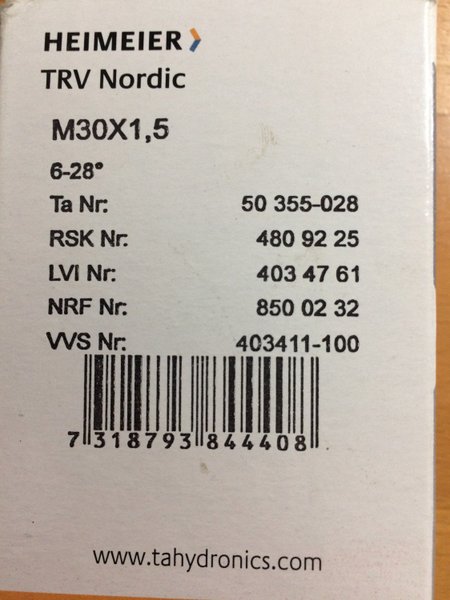 HEIMEIER
TRV Nordic
M30X1,5
6-28°
Ta Nr: 50 355-028
RSK Nr: 480 92 25
LVI Nr: 403 47 61
NRF Nr: 850 02 32
VVS Nr: 403411-100
7 318793 844408
www.tahydronics.com